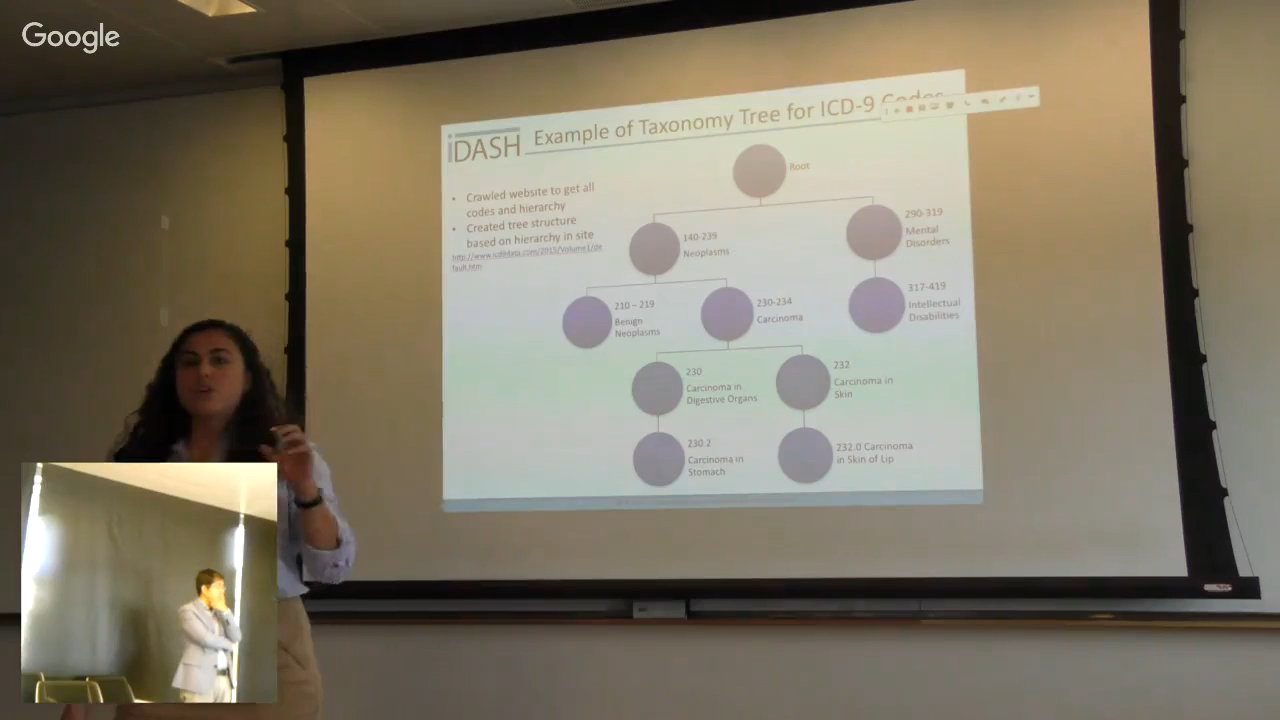 Google
iDASH
Example of Taxonomy Tree for ICD-9 Codes
• Crawled website to get all
codes and hierarchy
• Created tree structure
based on hierarchy in site
Root
140-239
Neoplasms
290-319
Mental
Disorders
210 – 219
Benign
Neoplasms
230-234
Carcinoma
317-419
Intellectual
Disabilities
230
Carcinoma in
Digestive Organs
232
Carcinoma in
Skin
230.2
Carcinoma in
Stomach
232.0 Carcinoma
in Skin of Lip